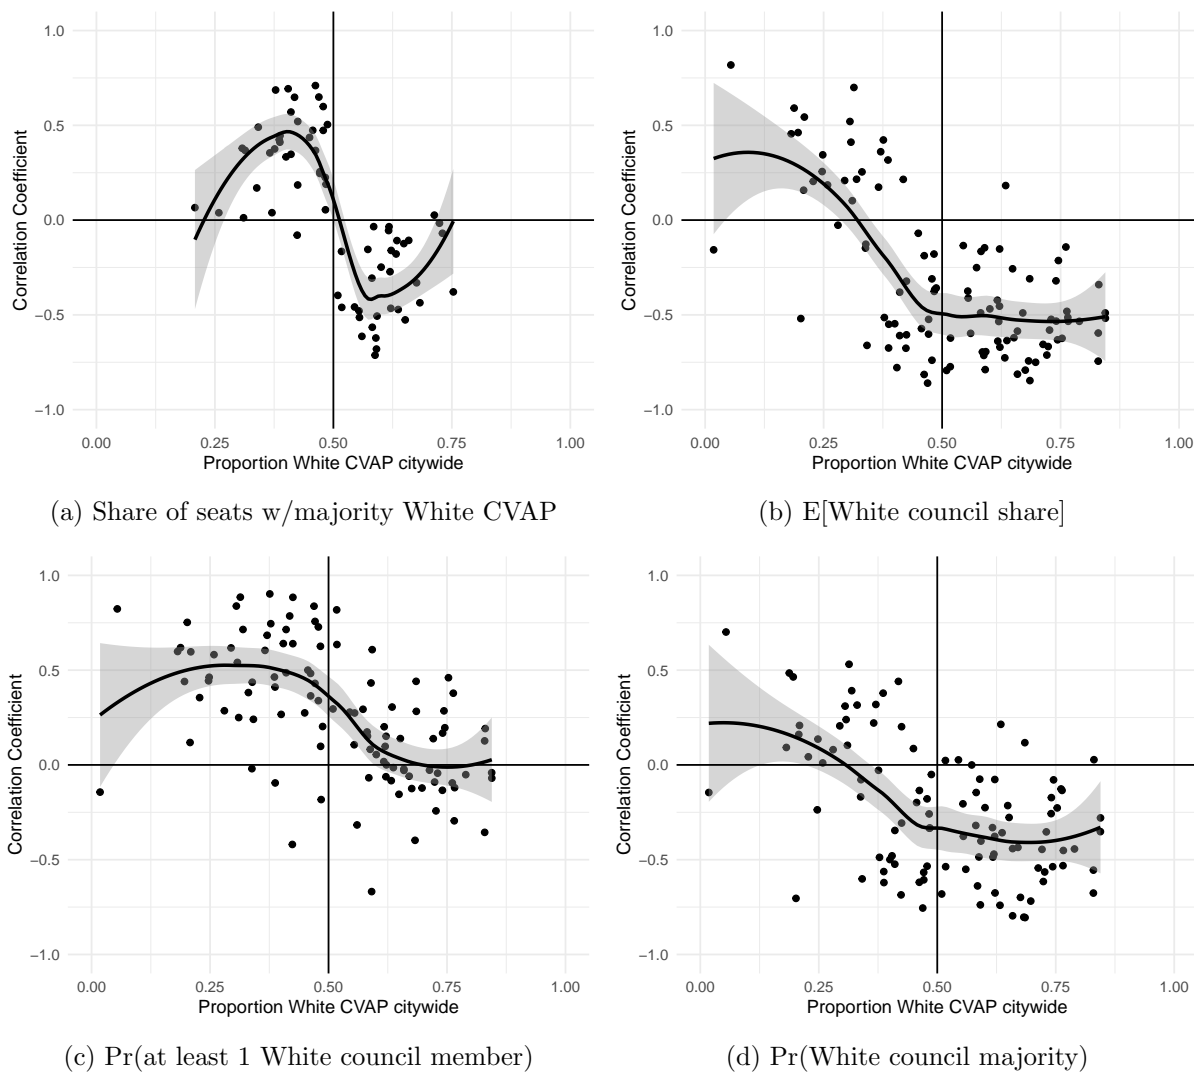 1.0
0.5
0.0
−0.5
−1.0
Correlation Coefficient
0.00 0.25 0.50 0.75 1.00
Proportion White CVAP citywide
(a) Share of seats w/majority White CVAP
1.0
0.5
0.0
−0.5
−1.0
Correlation Coefficient
0.00 0.25 0.50 0.75 1.00
Proportion White CVAP citywide
(b) E[White council share]
1.0
0.5
0.0
−0.5
−1.0
Correlation Coefficient
0.00 0.25 0.50 0.75 1.00
Proportion White CVAP citywide
(c) Pr(at least 1 White council member)
1.0
0.5
0.0
−0.5
−1.0
Correlation Coefficient
0.00 0.25 0.50 0.75 1.00
Proportion White CVAP citywide
(d) Pr(White council majority)